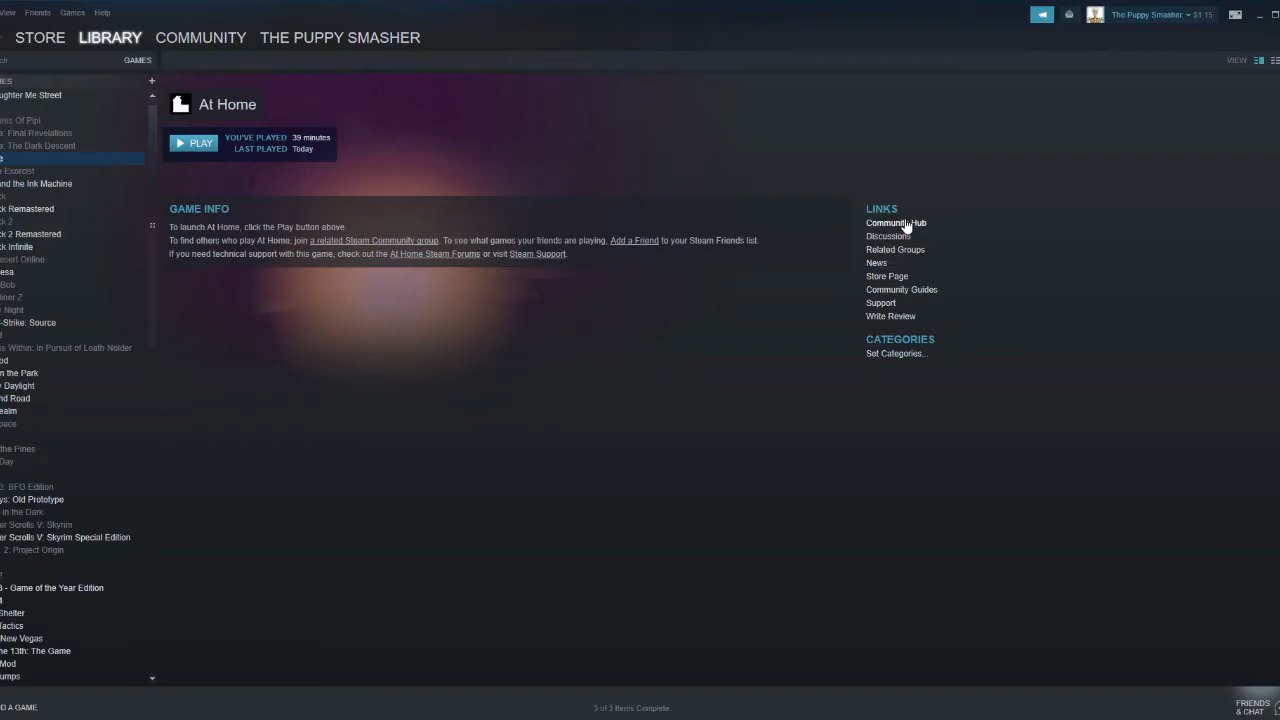 View Friends Games Help
The Puppy Smasher $1.15
STORE LIBRARY COMMUNITY THE PUPPY SMASHER
GAMES
VIEW
ughter Me Street
res Of Pipi
a: Final Revelations
a: The Dark Descent
e
e Exorcist
nd the Ink Machine
ck
ck Remastered
k 2
ck 2 Remastered
ck Infinite
esert Online
esa
Bob
liner Z
y Night
-Strike: Source
s Within: In Pursuit of Loath Nolder
od
n the Park
y Daylight
nd Road
ealm
pace
the Pines
Day
3: BFG Edition
ys: Old Prototype
in the Dark
er Scrolls V: Skyrim
er Scrolls V: Skyrim Special Edition
2: Project Origin
2
3 - Game of the Year Edition
4
Shelter
Tactics
New Vegas
ne 13th: The Game
Mod
umps
D A GAME
At Home
PLAY
YOU'VE PLAYED 39 minutes
LAST PLAYED Today
GAME INFO
To launch At Home, click the Play button above.
To find others who play At Home, join a related Steam Community group. To see what games your friends are playing, Add a Friend to your Steam Friends list.
If you need technical support with this game, check out the At Home Steam Forums or visit Steam Support.
LINKS
Community Hub
Discussions
Related Groups
News
Store Page
Community Guides
Support
Write Review
CATEGORIES
Set Categories...
3 of 3 Items Complete
FRIENDS
& CHAT